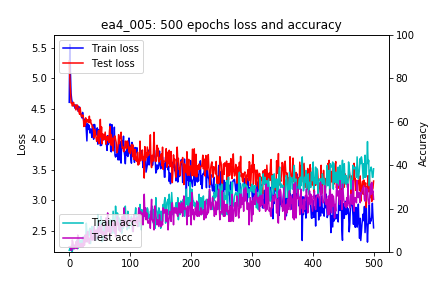 ea4_005: 500 epochs loss and accuracy
5.5
5.0
4.5
4.0
3.5
3.0
2.5
Loss
Train loss
Test loss
Train acc
Test acc
100
80
60
40
20
0
Accuracy
0
100
200
300
400
500